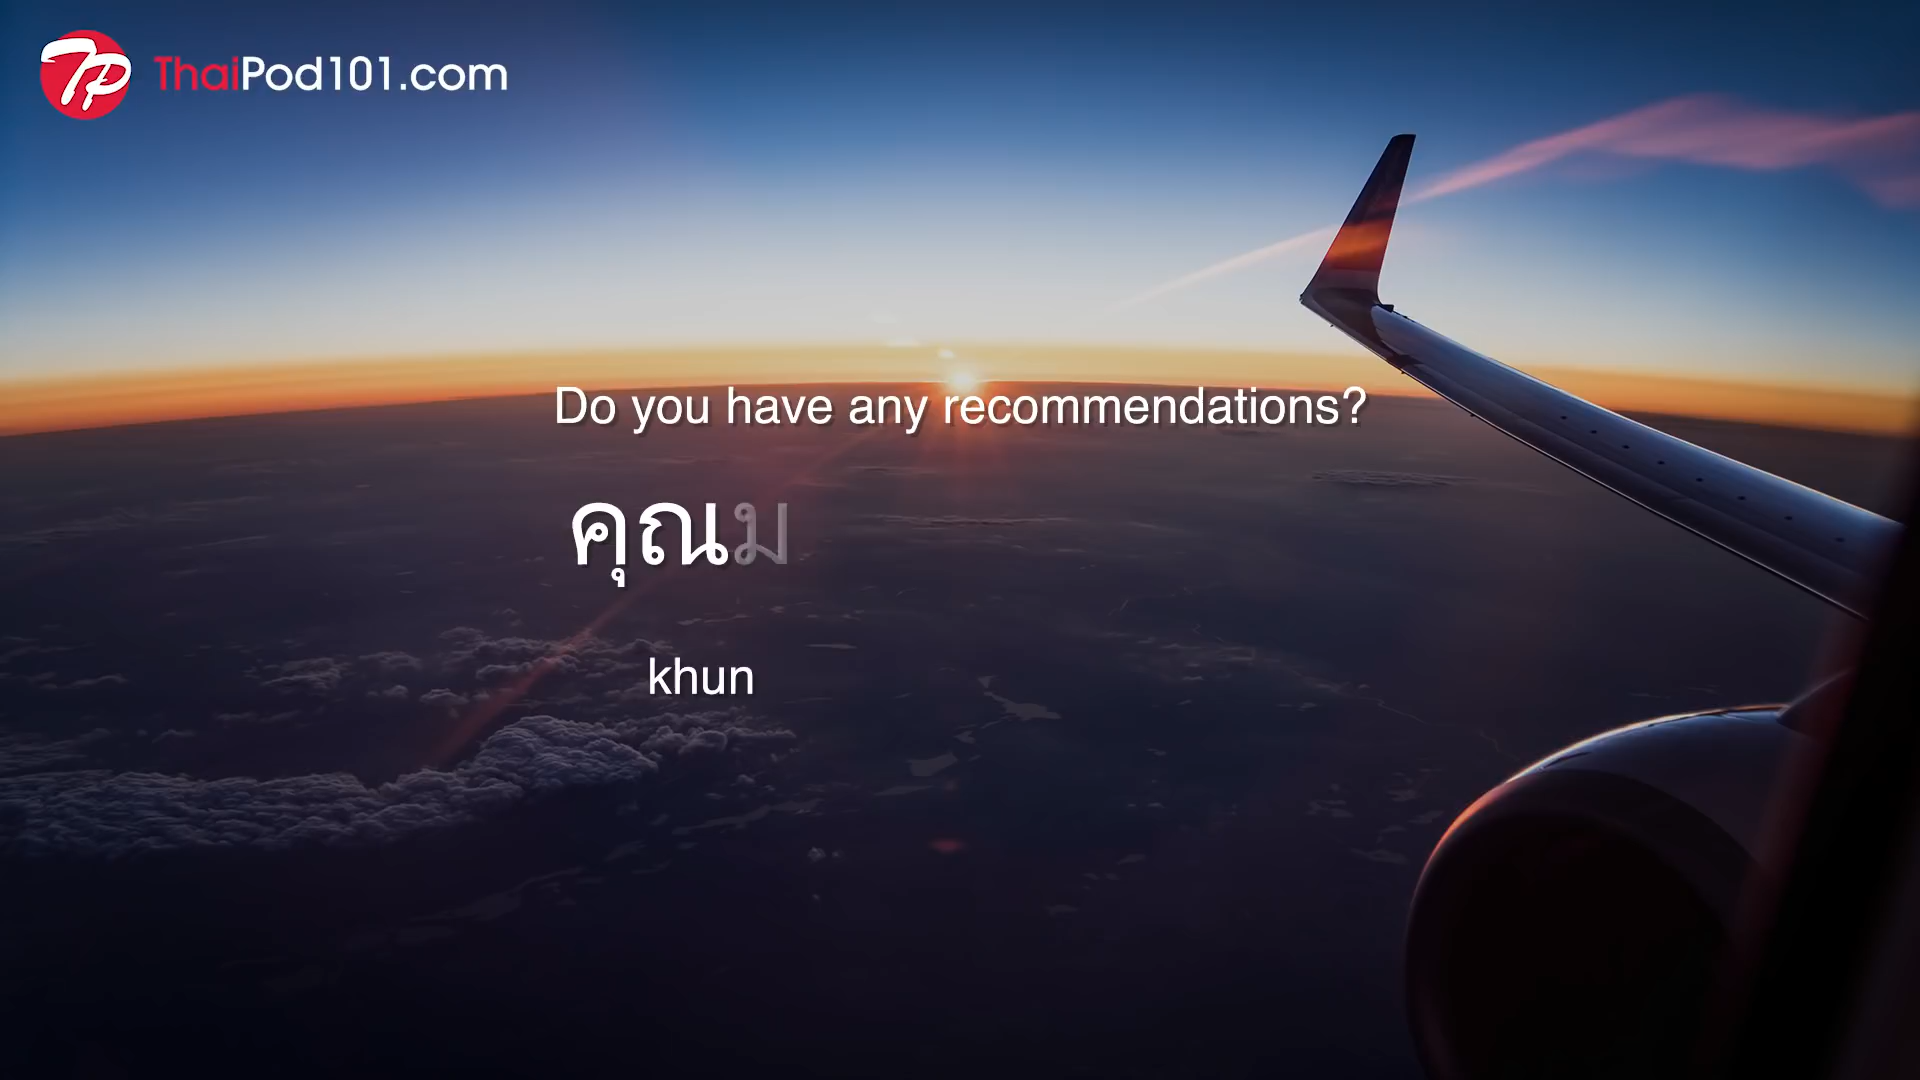 ThaiPod101.com
Do you have any recommendations?
คุณม
khun